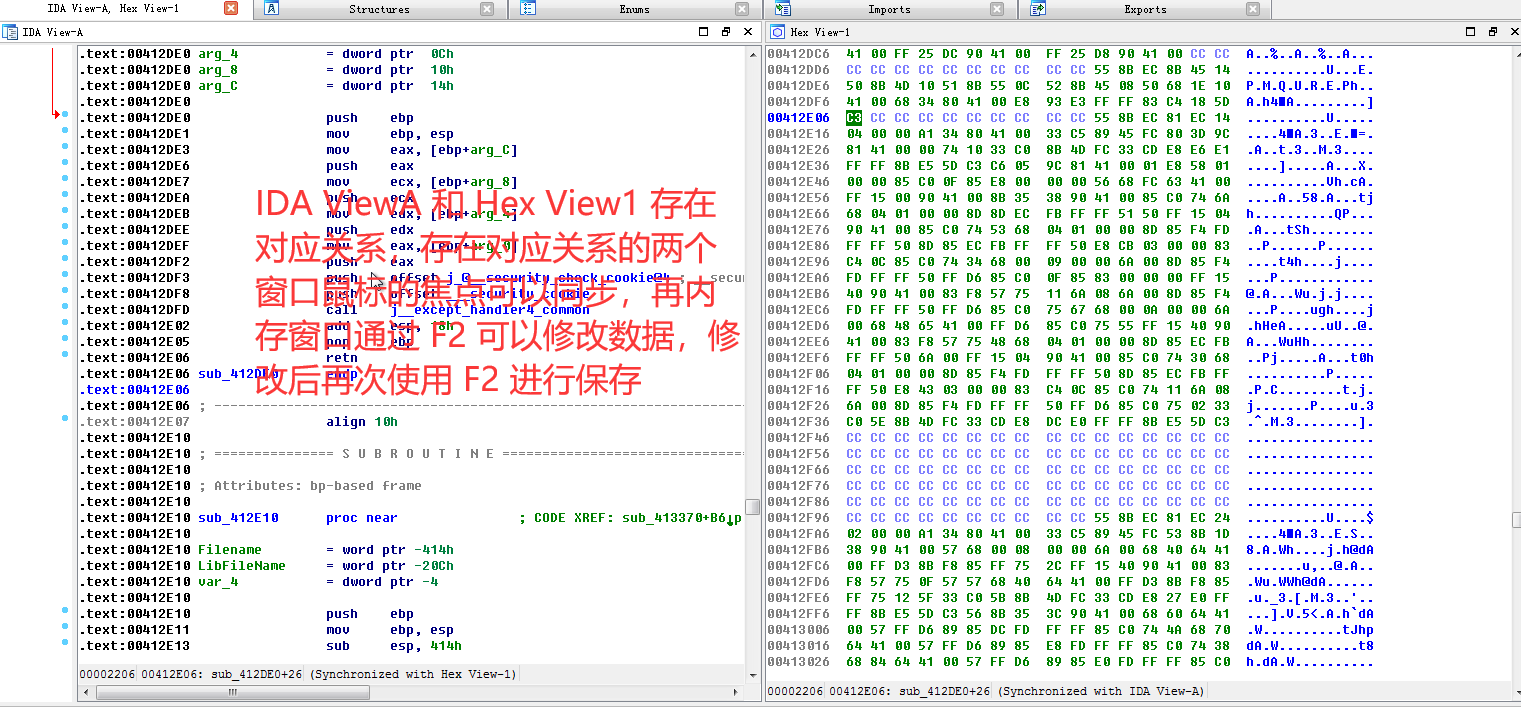 IDA View-A, Hex View-1
Structures
Enums
Imports
Exports
IDA View-A
.text:00412DE0 arg_4 = dword ptr 0Ch
.text:00412DE0 arg_8 = dword ptr 10h
.text:00412DE0 arg_C = dword ptr 14h
.text:00412DE0
.text:00412DE0 push ebp
.text:00412DE1 mov ebp, esp
.text:00412DE3 mov eax, [ebp+arg_C]
.text:00412DE6 push eax
.text:00412DE7 mov ecx, [ebp+arg_8]
.text:00412DEA push ecx
.text:00412DEB mov edx, [ebp+arg_4]
.text:00412DEE push edx
.text:00412DEF mov eax, [ebp+arg_0]
.text:00412DF2 push eax
.text:00412DF3 push offset j_@__security_check_cookie@4 ; __secur
.text:00412DF8 push offset ___security_cookie
.text:00412DFD call j__except_handler4_common
.text:00412E02 add esp, 18h
.text:00412E05 pop ebp
.text:00412E06 retn
.text:00412E06 sub_412DE0 endp
.text:00412E06
.text:00412E06 ; ---------------------------------------------------------------------------
.text:00412E07 align 10h
.text:00412E10
.text:00412E10 ; =============== S U B R O U T I N E =======================================
.text:00412E10
.text:00412E10 ; Attributes: bp-based frame
.text:00412E10
.text:00412E10 sub_412E10 proc near ; CODE XREF: sub_413370+B6↓p
.text:00412E10
.text:00412E10 Filename = word ptr -414h
.text:00412E10 LibFileName = word ptr -20Ch
.text:00412E10 var_4 = dword ptr -4
.text:00412E10
.text:00412E10 push ebp
.text:00412E11 mov ebp, esp
.text:00412E13 sub esp, 414h
00002206 00412E06: sub_412DE0+26 (Synchronized with Hex View-1)
IDA ViewA 和 Hex View1 存在
对应关系，存在对应关系的两个
窗口鼠标的焦点可以同步，再内
存窗口通过 F2 可以修改数据，修
改后再次使用 F2 进行保存
Hex View-1
00412DC6 41 00 FF 25 DC 90 41 00 FF 25 D8 90 41 00 CC CC A..%..A..%..A...
00412DD6 CC CC CC CC CC CC CC CC CC CC 55 8B EC 8B 45 14 ..........U...E.
00412DE6 50 8B 4D 10 51 8B 55 0C 52 8B 45 08 50 68 1E 10 P.M.Q.U.R.E.Ph..
00412DF6 41 00 68 34 80 41 00 E8 93 E3 FF FF 83 C4 18 5D
00412E06 C3 CC CC CC CC CC CC CC CC CC 55 8B EC 81 EC 14 ..........U.....
00412E16 04 00 00 A1 34 80 41 00 33 C5 89 45 FC 80 3D 9C
00412E26 81 41 00 00 74 10 33 C0 8B 4D FC 33 CD E8 E6 E1 .A..t.3..M.3....
00412E36 FF FF 8B E5 5D C3 C6 05 9C 81 41 00 01 E8 58 01 ....].....A...X.
00412E46 00 00 85 C0 0F 85 E8 00 00 00 56 68 FC 63 41 00 ..........Vh.cA.
00412E56 FF 15 00 90 41 00 8B 35 38 90 41 00 85 C0 74 6A ....A..58.A...tj
00412E66 68 04 01 00 00 8D 8D EC FB FF FF 51 50 FF 15 04 h..........QP...
00412E76 90 41 00 85 C0 74 53 68 04 01 00 00 8D 85 F4 FD .A...tSh........
00412E86 FF FF 50 8D 85 EC FB FF FF 50 E8 CB 03 00 00 83 ..P......P......
00412E96 C4 0C 85 C0 74 34 68 00 09 00 00 6A 00 8D 85 F4 ....t4h....j....
00412EA6 FD FF FF 50 FF D6 85 C0 0F 85 83 00 00 00 FF 15 ...P............
00412EB6 40 90 41 00 83 F8 57 75 11 6A 08 6A 00 8D 85 F4 @.A...Wu.j.j....
00412EC6 FD FF FF 50 FF D6 85 C0 75 67 68 00 0A 00 00 6A ...P....ugh....j
00412ED6 00 68 48 65 41 00 FF D6 85 C0 75 55 FF 15 40 90 .hHeA.....uU..@.
00412EE6 41 00 83 F8 57 75 48 68 04 01 00 00 8D 85 EC FB A...WuHh........
00412EF6 FF FF 50 6A 00 FF 15 04 90 41 00 85 C0 74 30 68 ..Pj.....A...t0h
00412F06 04 01 00 00 8D 85 F4 FD FF FF 50 8D 85 EC FB FF ..........P.....
00412F16 FF 50 E8 43 03 00 00 83 C4 0C 85 C0 74 11 6A 08 .P.C........t.j.
00412F26 6A 00 8D 85 F4 FD FF FF 50 FF D6 85 C0 75 02 33 j.......P....u.3
00412F36 C0 5E 8B 4D FC 33 CD E8 DC E0 FF FF 8B E5 5D C3 .^.M.3........].
00412F46 CC CC CC CC CC CC CC CC CC CC CC CC CC CC CC CC ................
00412F56 CC CC CC CC CC CC CC CC CC CC CC CC CC CC CC CC ................
00412F66 CC CC CC CC CC CC CC CC CC CC CC CC CC CC CC CC ................
00412F76 CC CC CC CC CC CC CC CC CC CC CC CC CC CC CC CC ................
00412F86 CC CC CC CC CC CC CC CC CC CC CC CC CC CC CC CC ................
00412F96 CC CC CC CC CC CC CC CC CC CC 55 8B EC 81 EC 24 ..........U....$
00412FA6 02 00 00 A1 34 80 41 00 33 C5 89 45 FC 53 8B 1D
00412FB6 38 90 41 00 57 68 00 08 00 00 6A 00 68 40 64 41 8.A.Wh....j.h@dA
00412FC6 00 FF D3 8B F8 85 FF 75 2C FF 15 40 90 41 00 83 .......u,..@.A..
00412FD6 F8 57 75 0F 57 57 68 40 64 41 00 FF D3 8B F8 85 .Wu.WWh@dA......
00412FE6 FF 75 12 5F 33 C0 5B 8B 4D FC 33 CD E8 27 E0 FF .u._3.[.M.3..'..
00412FF6 FF 8B E5 5D C3 56 8B 35 3C 90 41 00 68 60 64 41 ...].V.5<.A.h`dA
00413006 00 57 FF D6 89 85 DC FD FF FF 85 C0 74 4A 68 70 .W..........tJhp
00413016 64 41 00 57 FF D6 89 85 E8 FD FF FF 85 C0 74 38 dA.W..........t8
00413026 68 84 64 41 00 57 FF D6 89 85 E0 FD FF FF 85 C0 h.dA.W..........
00002206 00412E06: sub_412DE0+26 (Synchronized with IDA View-A)